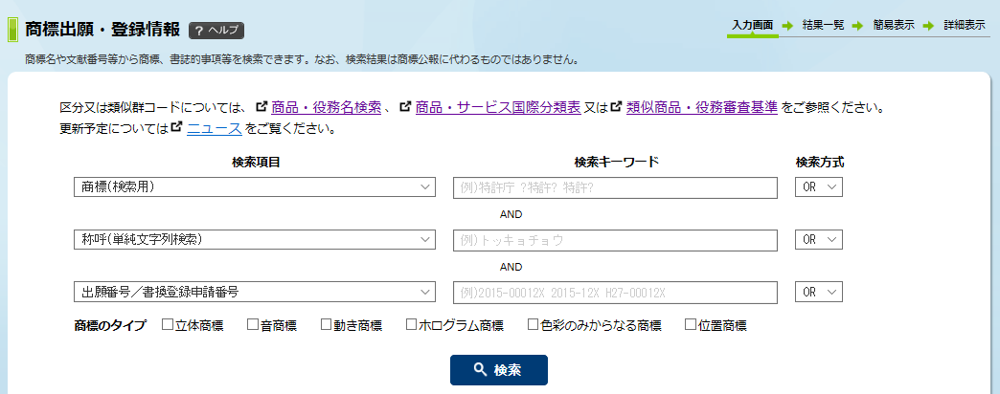 商標出願・登録情報 ? ヘルプ
入力画面 結果一覧 簡易表示 詳細表示
商標名や文献番号等から商標、書誌的事項等を検索できます。なお、検索結果は商標公報に代わるものではありません。
区分又は類似群コードについては、 商品・役務名検索 、 商品・サービス国際分類表 又は 類似商品・役務審査基準 をご参照ください。
更新予定については ニュース をご覧ください。
検索項目 検索キーワード 検索方式
商標(検索用) 例)特許庁 ?特許? 特許? OR
AND
称呼(単純文字列検索) 例)トッキョチョウ OR
AND
出願番号／書換登録申請番号 例)2015-00012X 2015-12X H27-00012X OR
商標のタイプ 立体商標 音商標 動き商標 ホログラム商標 色彩のみからなる商標 位置商標
検索